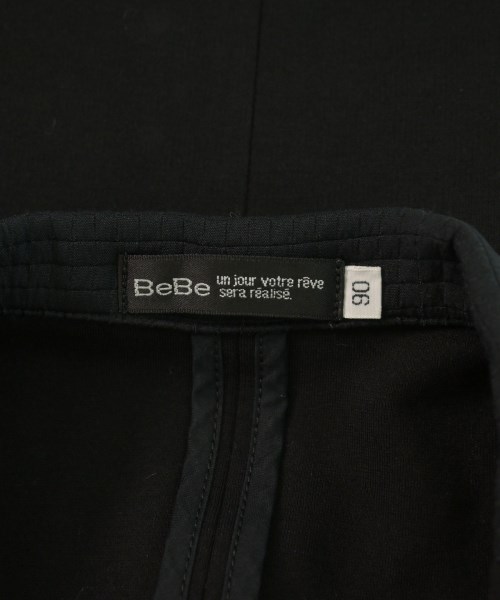 BeBe
un jour votre rêve
sera réalisé.
90